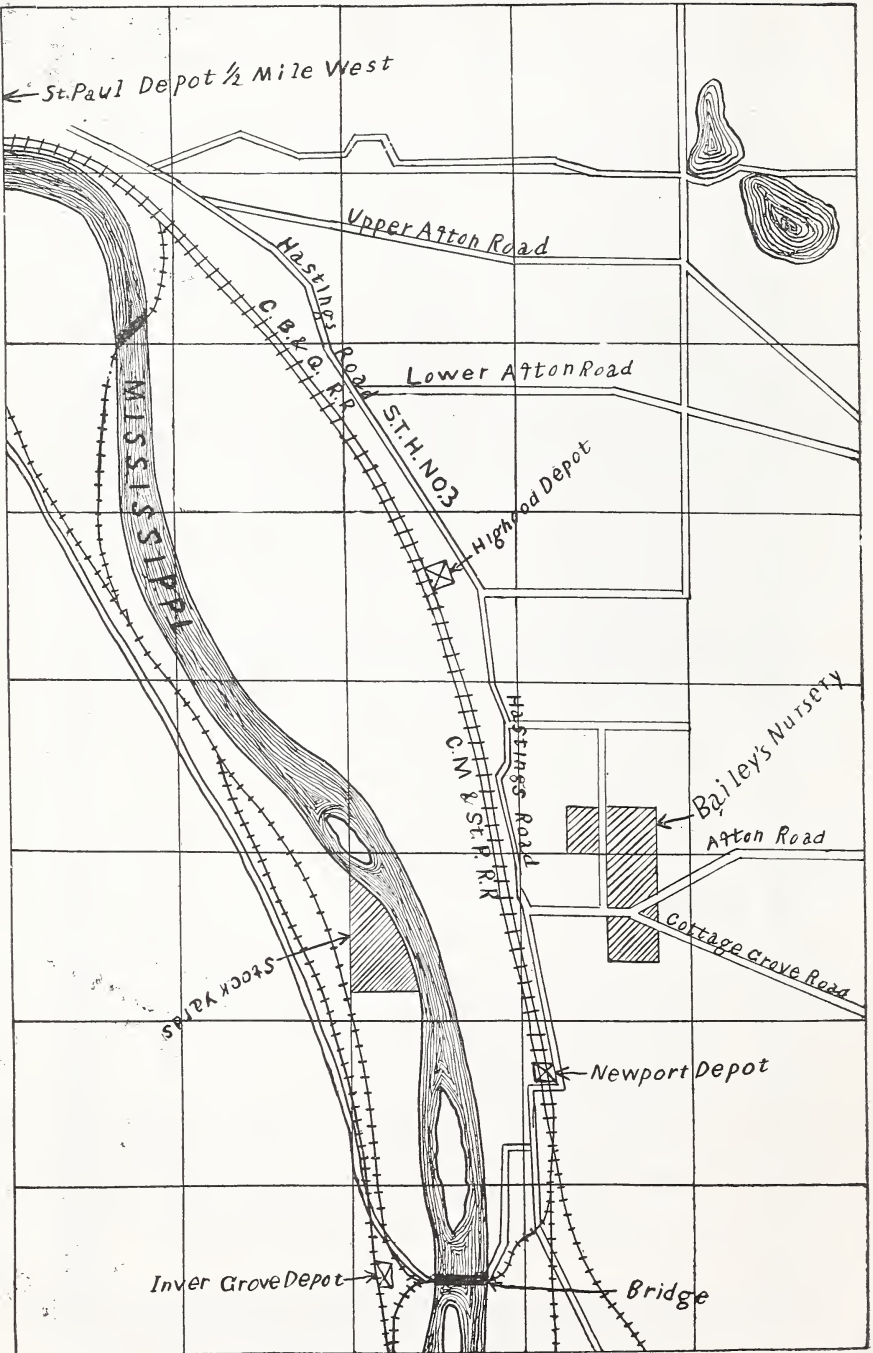 St. Paul Depot ½ Mile West
Upper Afton Road
Hastings Road S.T.H. NO.3
C.B. & Q. R.R
Lower Afton Road
MISSISSIPPI
Highood Depot
Hastings Road
C.M & St. P. R.R
Bailey's Nursery
Afton Road
Cottage Grove Road
Stock yards
Newport Depot
Inver Grove Depot
Bridge